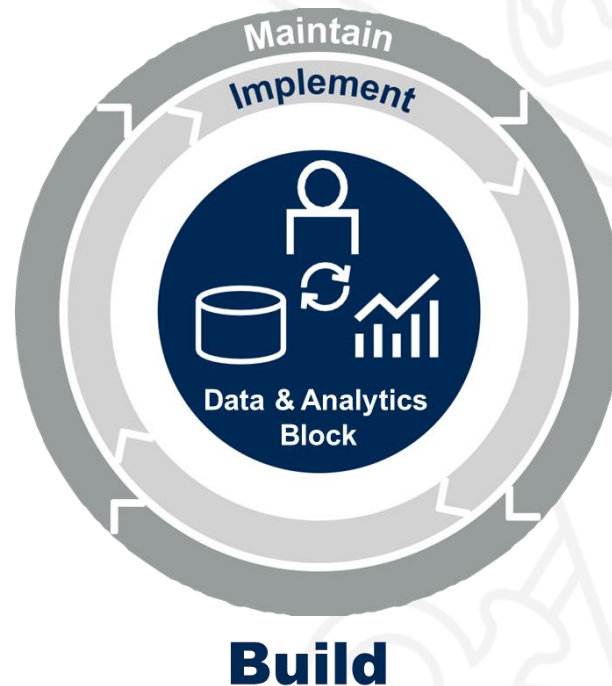 Maintain
Implement
Data & Analytics
Block
Build